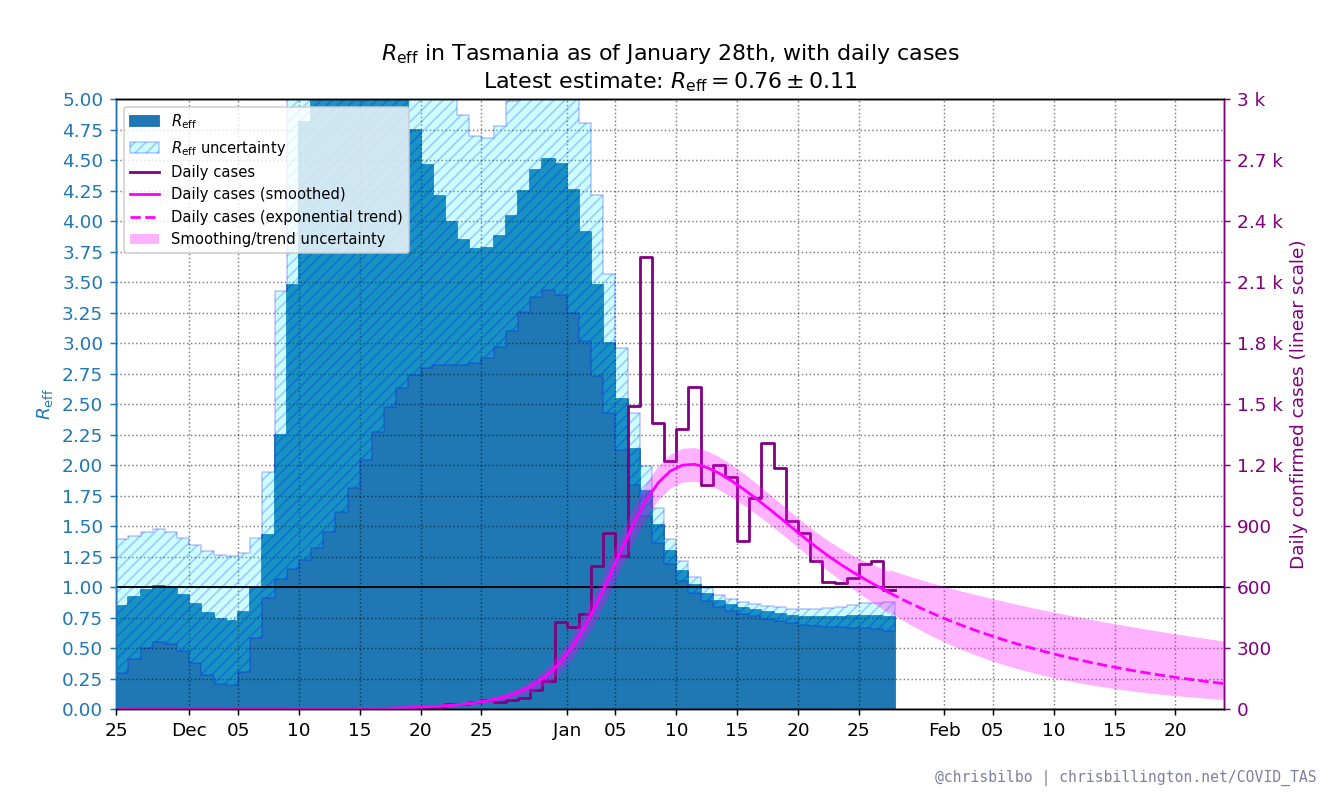 Reff in Tasmania as of January 28th, with daily cases
Latest estimate: Reff = 0.76 ± 0.11
Reff
Reff uncertainty
Daily cases
Daily cases (smoothed)
Daily cases (exponential trend)
Smoothing/trend uncertainty
5.00
4.75
4.50
4.25
4.00
3.75
3.50
3.25
3.00
2.75
2.50
2.25
2.00
1.75
1.50
1.25
1.00
0.75
0.50
0.25
0.00
Reff
3 k
2.7 k
2.4 k
2.1 k
1.8 k
1.5 k
1.2 k
900
600
300
0
Daily confirmed cases (linear scale)
25 Dec 05 10 15 20 25 Jan 05 10 15 20 25 Feb 05 10 15 20
@chrisbilbo | chrisbillington.net/COVID_TAS